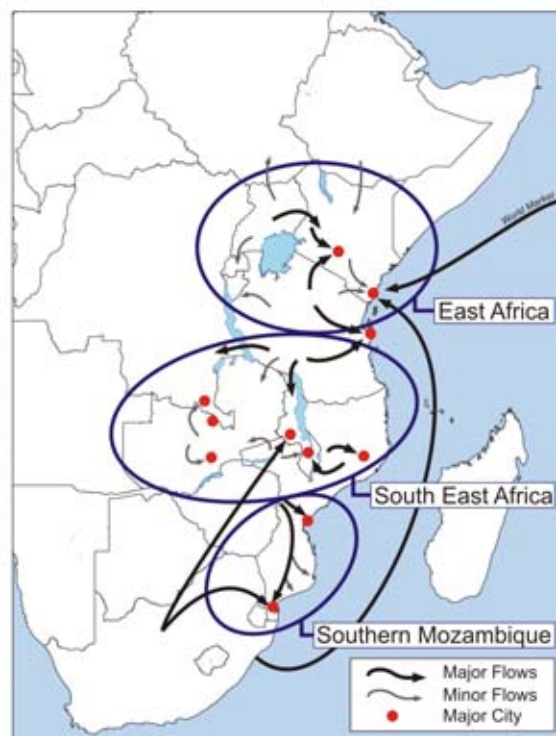 World Market
East Africa
South East Africa
Southern Mozambique
Major Flows
Minor Flows
Major City